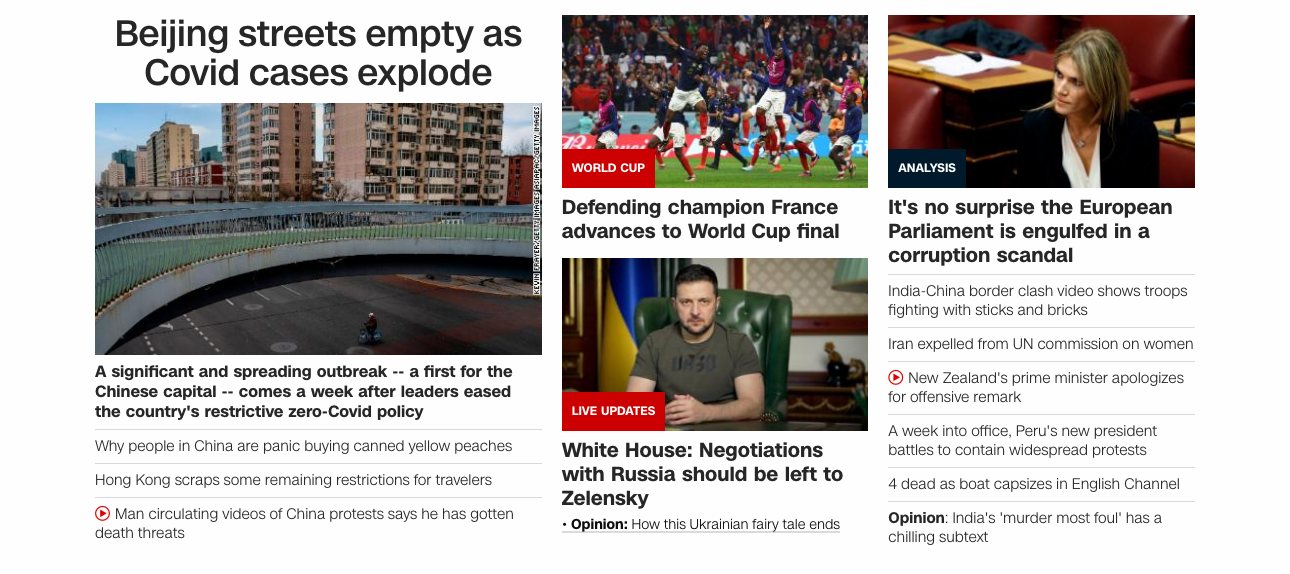 Beijing streets empty as
Covid cases explode
KEVIN FRAYER/GETTY IMAGES ASIAPAC/GETTY IMAGES
A significant and spreading outbreak -- a first for the
Chinese capital -- comes a week after leaders eased
the country's restrictive zero-Covid policy
Why people in China are panic buying canned yellow peaches
Hong Kong scraps some remaining restrictions for travelers
Man circulating videos of China protests says he has gotten
death threats
WORLD CUP
Defending champion France
advances to World Cup final
LIVE UPDATES
White House: Negotiations
with Russia should be left to
Zelensky
• Opinion: How this Ukrainian fairy tale ends
ANALYSIS
It's no surprise the European
Parliament is engulfed in a
corruption scandal
India-China border clash video shows troops
fighting with sticks and bricks
Iran expelled from UN commission on women
New Zealand's prime minister apologizes
for offensive remark
A week into office, Peru's new president
battles to contain widespread protests
4 dead as boat capsizes in English Channel
Opinion: India's 'murder most foul' has a
chilling subtext